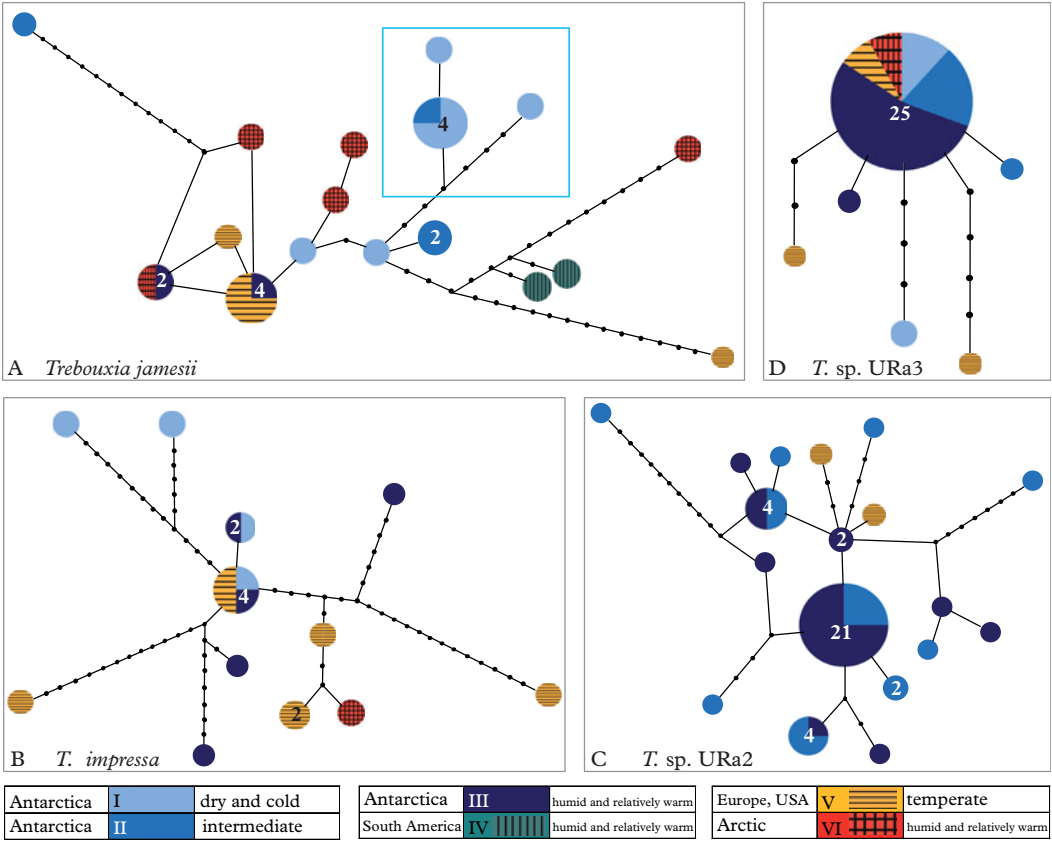 4
2
2
4
A Trebouxia jamesii
25
D T. sp. URa3
2
4
2
B T. impressa
4
2
21
2
4
C T. sp. URa2
Antarctica I dry and cold
Antarctica II intermediate
Antarctica III humid and relatively warm
South America IV humid and relatively warm
Europe, USA V temperate
Arctic VI humid and relatively warm